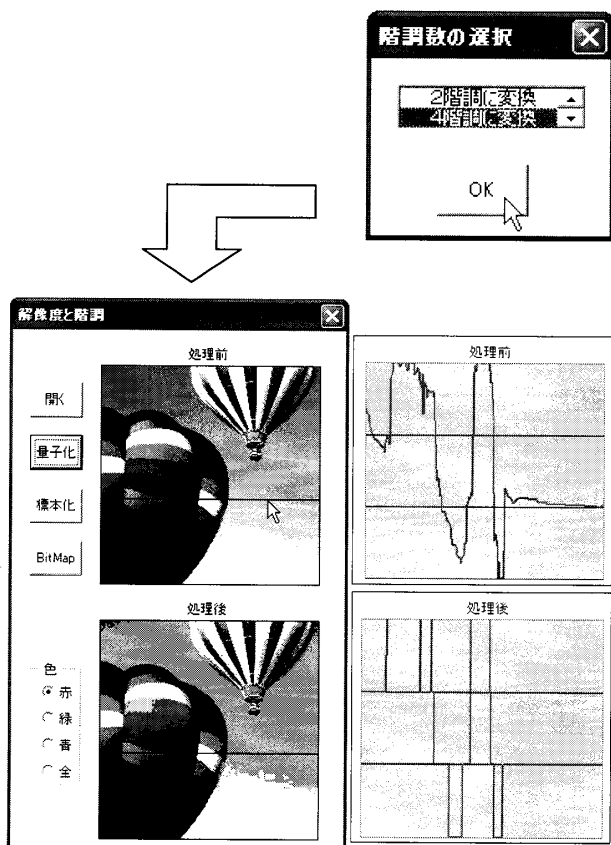 階調数の選択
2階調に変換
4階調に変換
OK
解像度と階調
処理前
開く
量子化
標本化
BitMap
処理後
色
赤
緑
青
全
処理前
処理後